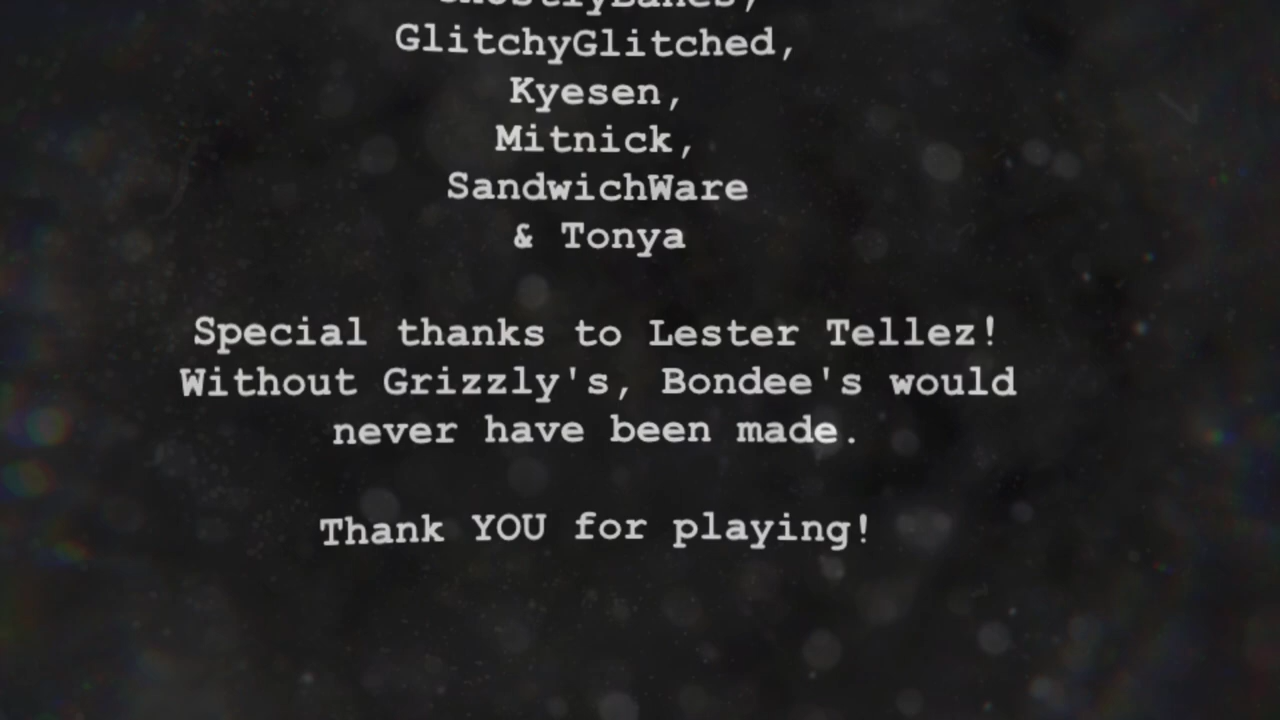 GlitchyGlitched,
Kyesen,
Mitnick,
SandwichWare
& Tonya
Special thanks to Lester Tellez!
Without Grizzly's, Bondee's would
never have been made.
Thank YOU for playing!